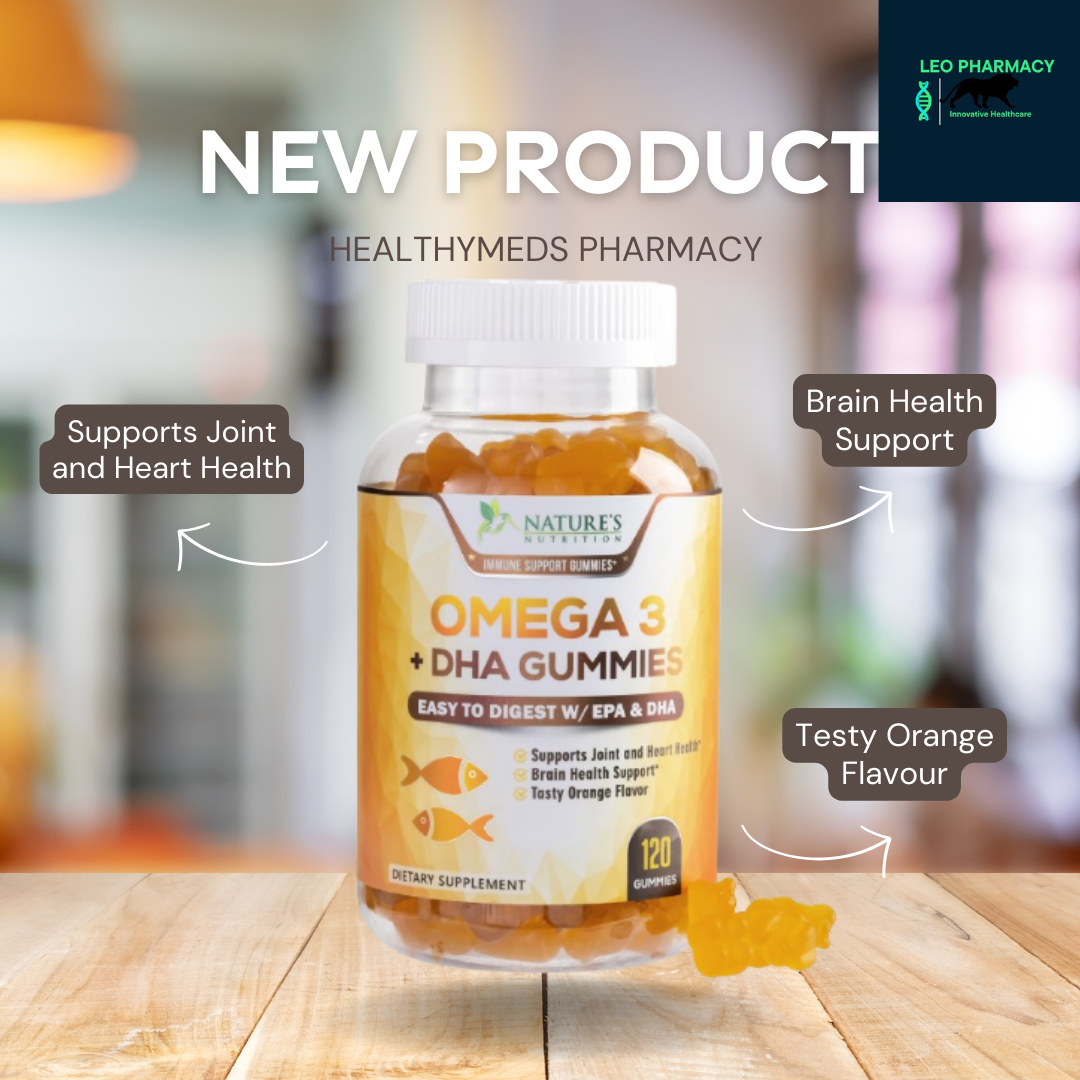 LEO PHARMACY
Innovative Healthcare
NEW PRODUCT
HEALTHYMEDS PHARMACY
Supports Joint
and Heart Health
Brain Health
Support
NATURE'S
NUTRITION
IMMUNE SUPPORT GUMMIES*
OMEGA 3
+ DHA GUMMIES
EASY TO DIGEST W/ EPA & DHA
Supports Joint and Heart Health*
Brain Health Support*
Tasty Orange Flavor
Testy Orange
Flavour
120
GUMMIES
DIETARY SUPPLEMENT